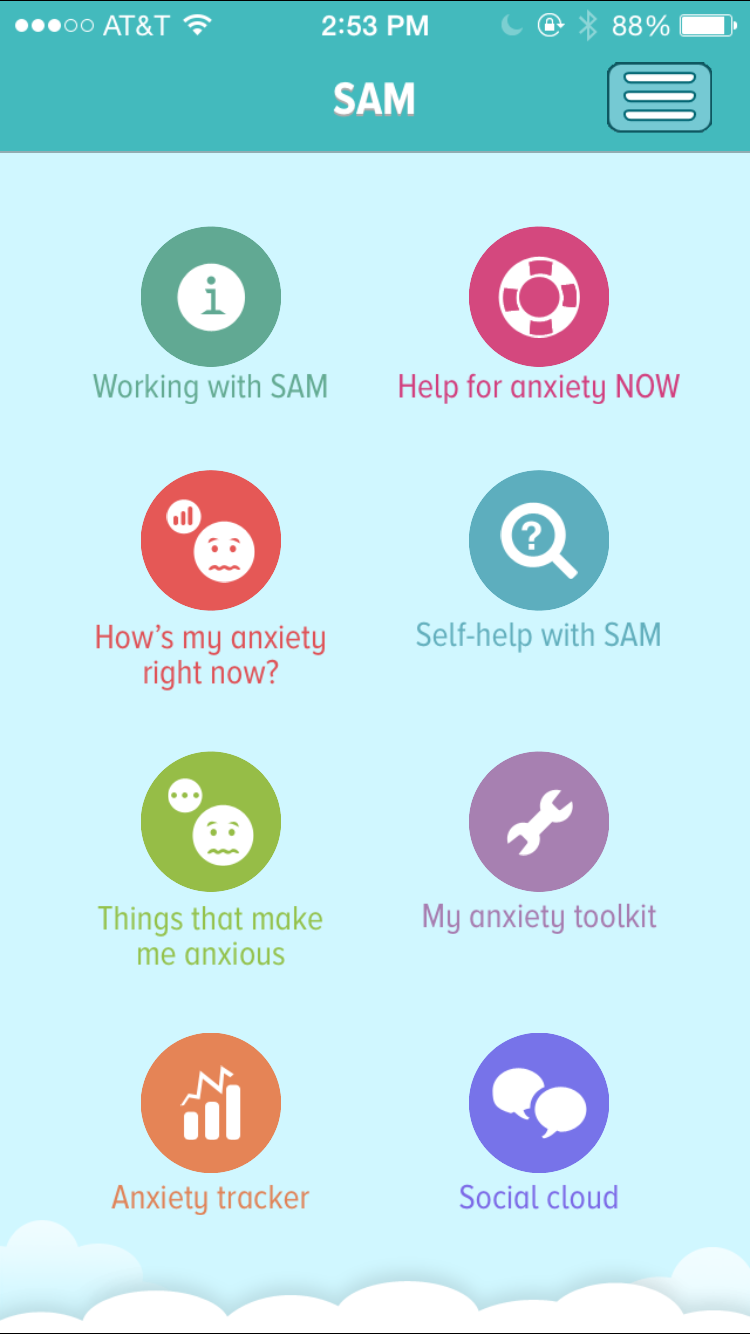 AT&T 2:53 PM 88%
SAM
Working with SAM
Help for anxiety NOW
How's my anxiety
right now?
Self-help with SAM
Things that make
me anxious
My anxiety toolkit
Anxiety tracker
Social cloud